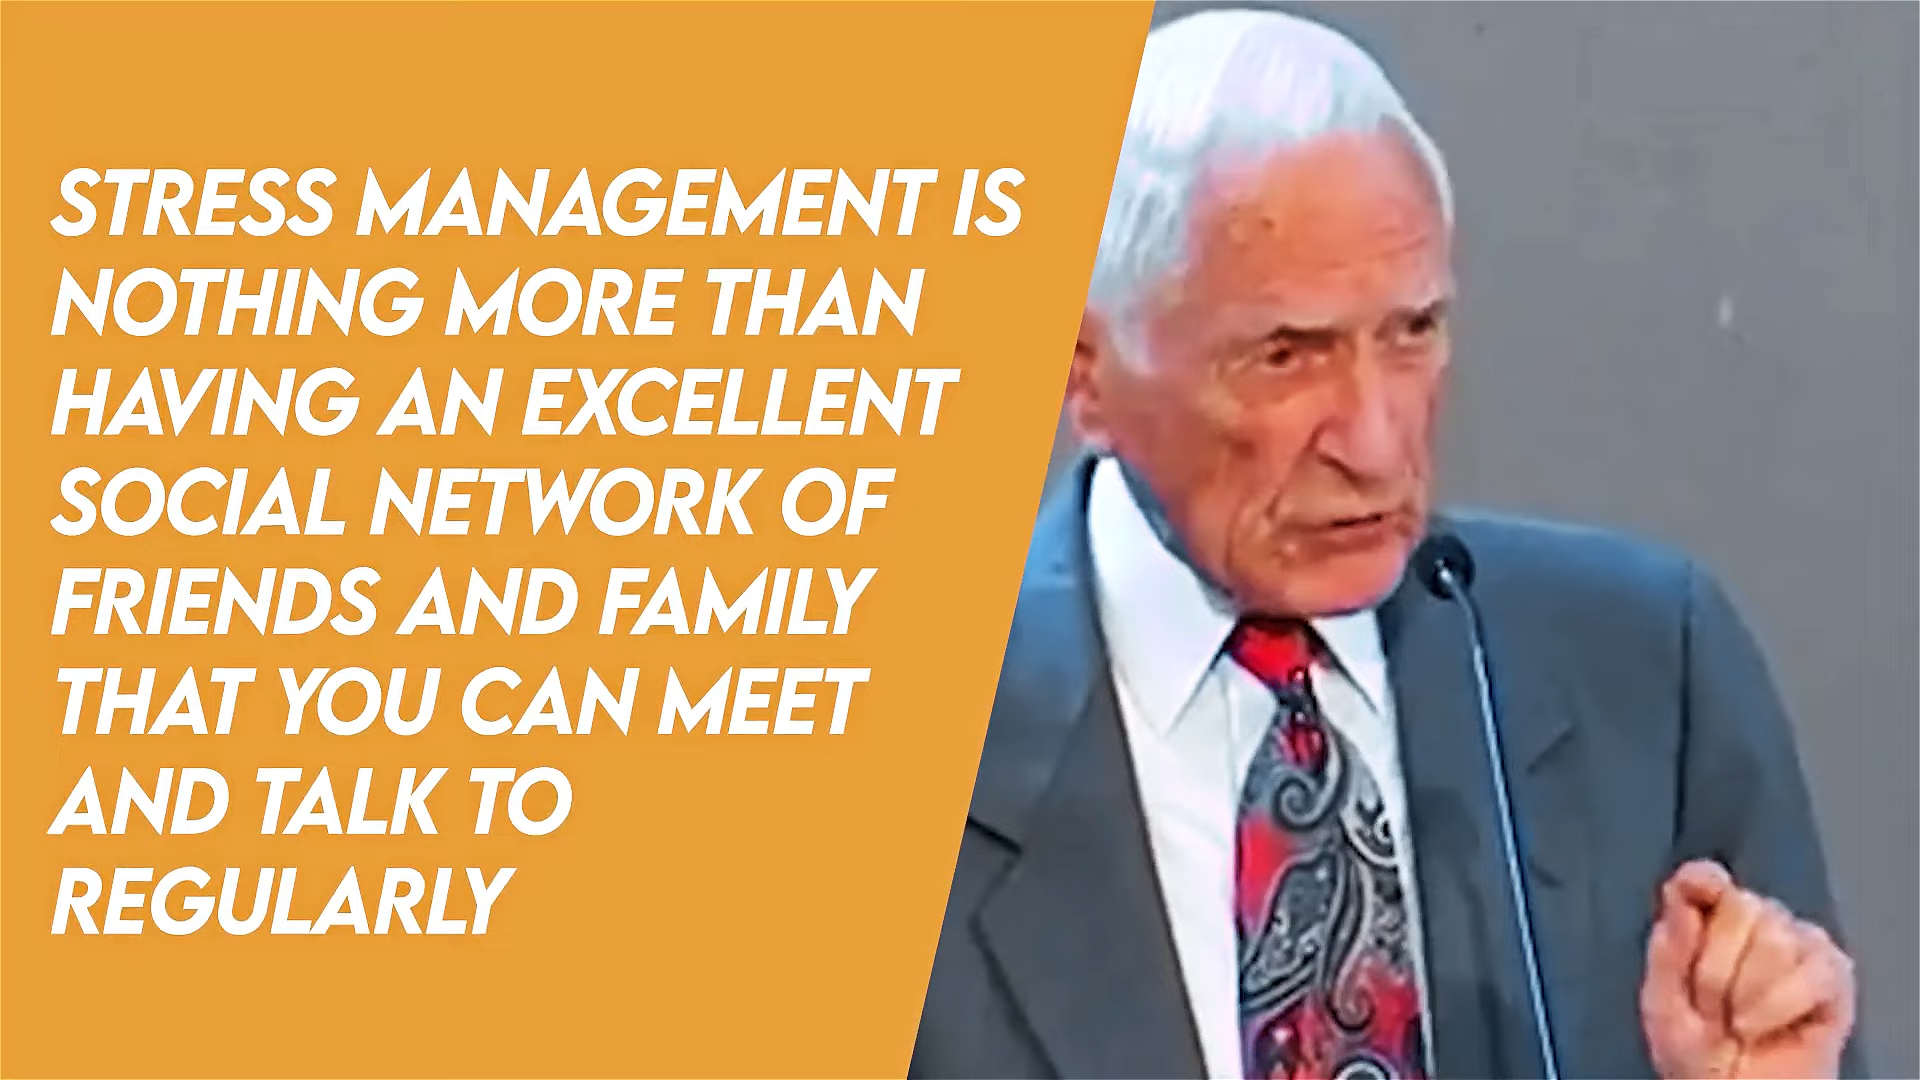 STRESS MANAGEMENT IS
NOTHING MORE THAN
HAVING AN EXCELLENT
SOCIAL NETWORK OF
FRIENDS AND FAMILY
THAT YOU CAN MEET
AND TALK TO
REGULARLY